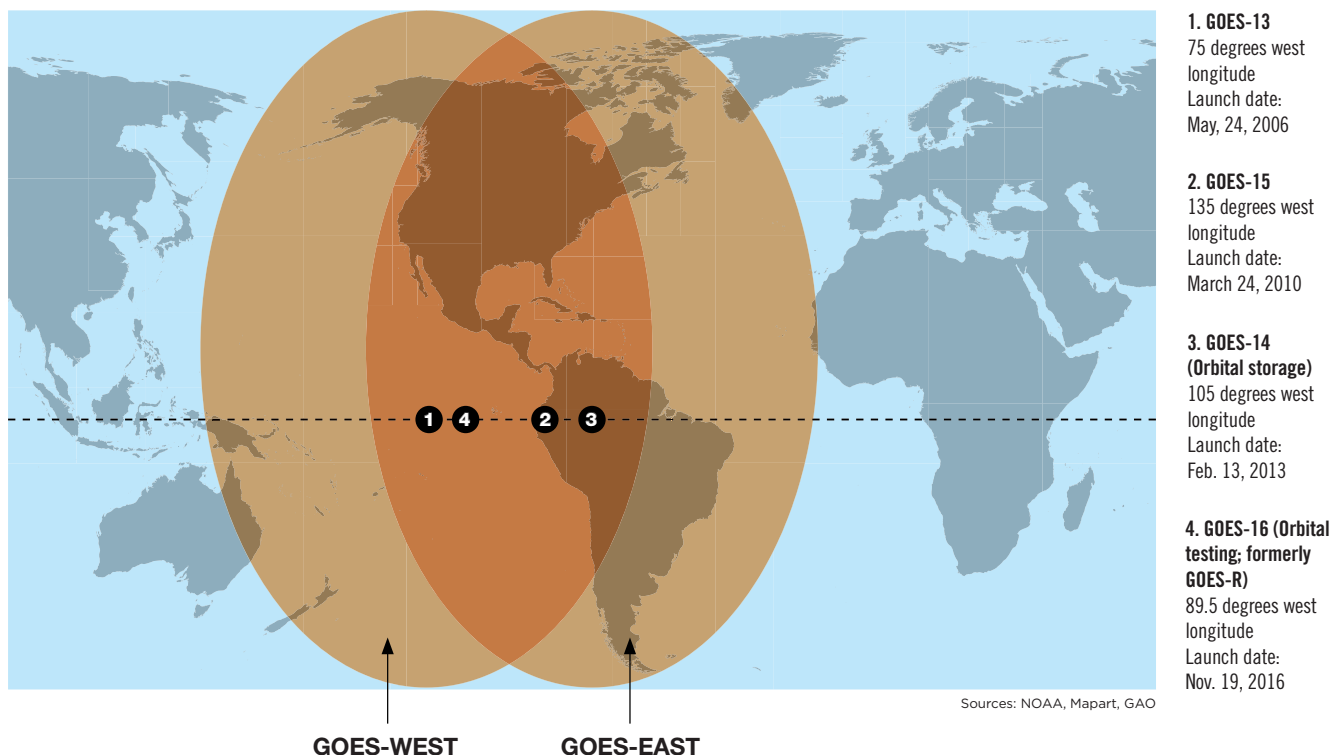 1. GOES-13
75 degrees west
longitude
Launch date:
May, 24, 2006
2. GOES-15
135 degrees west
longitude
Launch date:
March 24, 2010
3. GOES-14
(Orbital storage)
105 degrees west
longitude
Launch date:
Feb. 13, 2013
4. GOES-16 (Orbital
testing; formerly
GOES-R)
89.5 degrees west
longitude
Launch date:
Nov. 19, 2016
1 4 2 3
Sources: NOAA, Mapart, GAO
GOES-WEST GOES-EAST